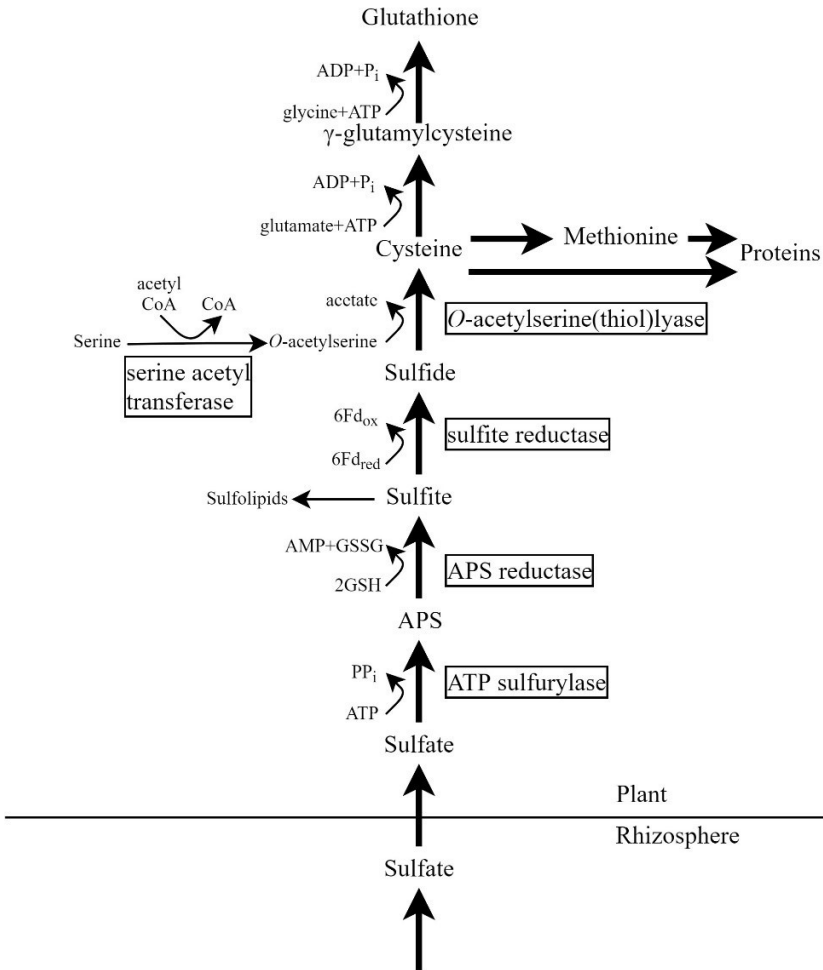 Glutathione
ADP+Pi
glycine+ATP
γ-glutamylcysteine
ADP+Pi
glutamate+ATP
Cysteine
Methionine
Proteins
acetyl
CoA
CoA
acetate
O-acetylserine(thiol)lyase
Serine
O-acetylserine
serine acetyl
transferase
Sulfide
6Fdox
sulfite reductase
6Fdred
Sulfolipids
Sulfite
AMP+GSSG
APS reductase
2GSH
APS
PPi
ATP sulfurylase
ATP
Sulfate
Plant
Rhizosphere
Sulfate